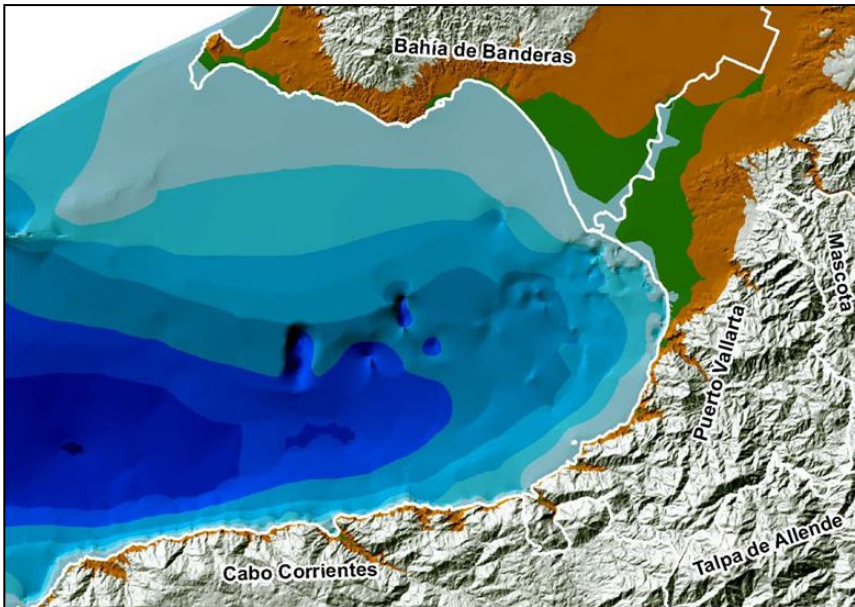 Bahía de Banderas
Mascota
Puerto Vallarta
Talpa de Allende
Cabo Corrientes